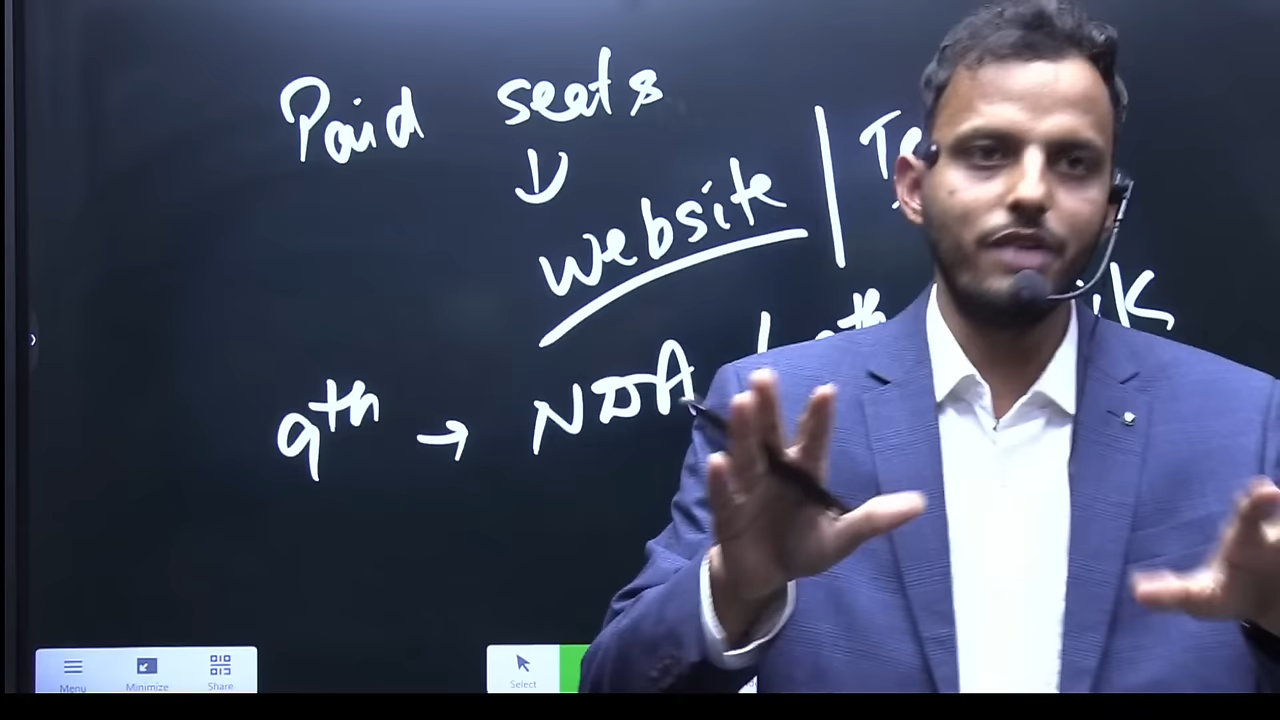 Paid seats
website |
9th → NDA
Menu Minimize Share Select